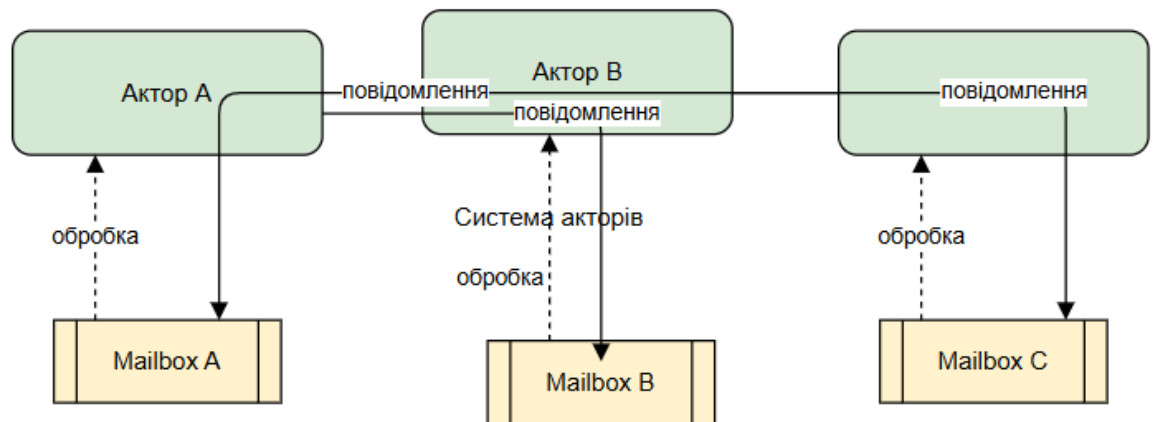 Актор A
Актор B
повідомлення
повідомлення
повідомлення
обробка
Система акторів
обробка
обробка
Mailbox A
Mailbox B
Mailbox C